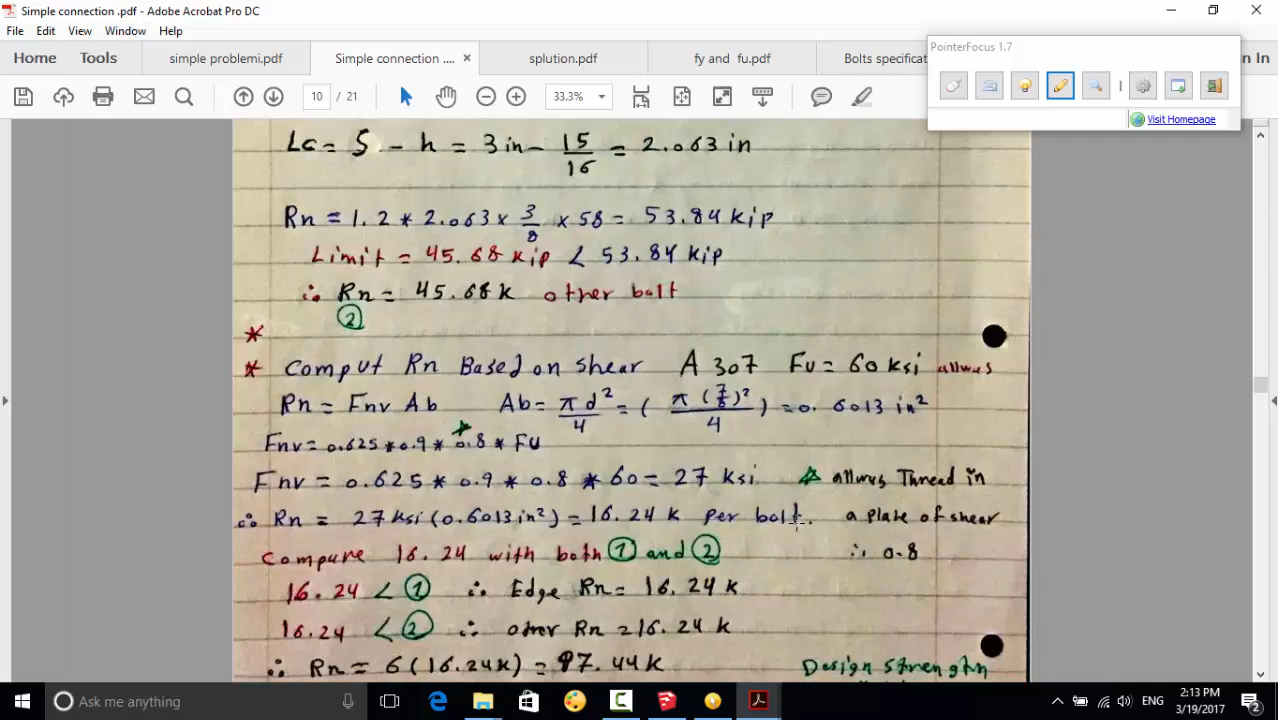 Simple connection .pdf - Adobe Acrobat Pro DC
File Edit View Window Help
Home Tools simple problemi.pdf Simple connection .... × splution.pdf fy and fu.pdf Bolts specificat n In
PointerFocus 1.7
Visit Homepage
10 / 21 33.3%
Lc = S - h = 3 in - 15/16 = 2.063 in
Rn = 1.2 * 2.063 x 3/8 x 58 = 53.84 kip
Limit = 45.68 kip < 53.84 kip
∴ Rn = 45.68 k other bolt
②
*
* Comput Rn Based on shear A 307 Fu = 60 ksi allwas
Rn = Fnv Ab Ab = π d²/4 = ( π (7/8)²/4 ) = 0.6013 in²
Fnv = 0.625 * 0.9 * 0.8 * Fu
Fnv = 0.625 * 0.9 * 0.8 * 60 = 27 ksi allwas Thread in
∴ Rn = 27 ksi (0.6013 in²) = 16.24 k per bolt. a plate of shear
Compare 16.24 with both ① and ② ∴ 0.8
16.24 < ① ∴ Edge Rn = 16.24 k
16.24 < ② ∴ other Rn = 16.24 k
∴ Rn = 6(16.24k) = 97.44 k Design strength
Ask me anything
ENG
2:13 PM
3/19/2017
2